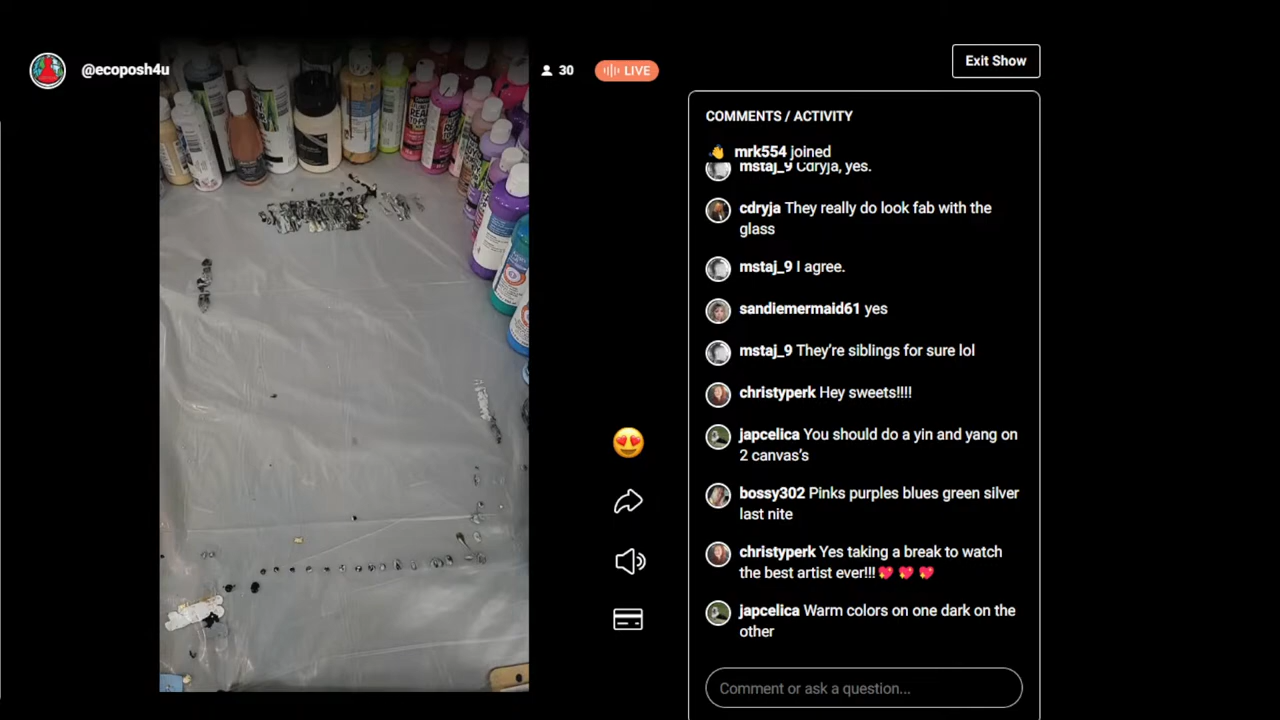 @ecoposh4u
30
LIVE
Exit Show
COMMENTS / ACTIVITY
mrk554 joined
mstaj_9 Cdryja, yes.
cdryja They really do look fab with the
glass
mstaj_9 I agree.
sandiemermaid61 yes
mstaj_9 They’re siblings for sure lol
christyperk Hey sweets!!!!
japcelica You should do a yin and yang on
2 canvas’s
bossy302 Pinks purples blues green silver
last nite
christyperk Yes taking a break to watch
the best artist ever!!!💖 💖 💖
japcelica Warm colors on one dark on the
other
Comment or ask a question...